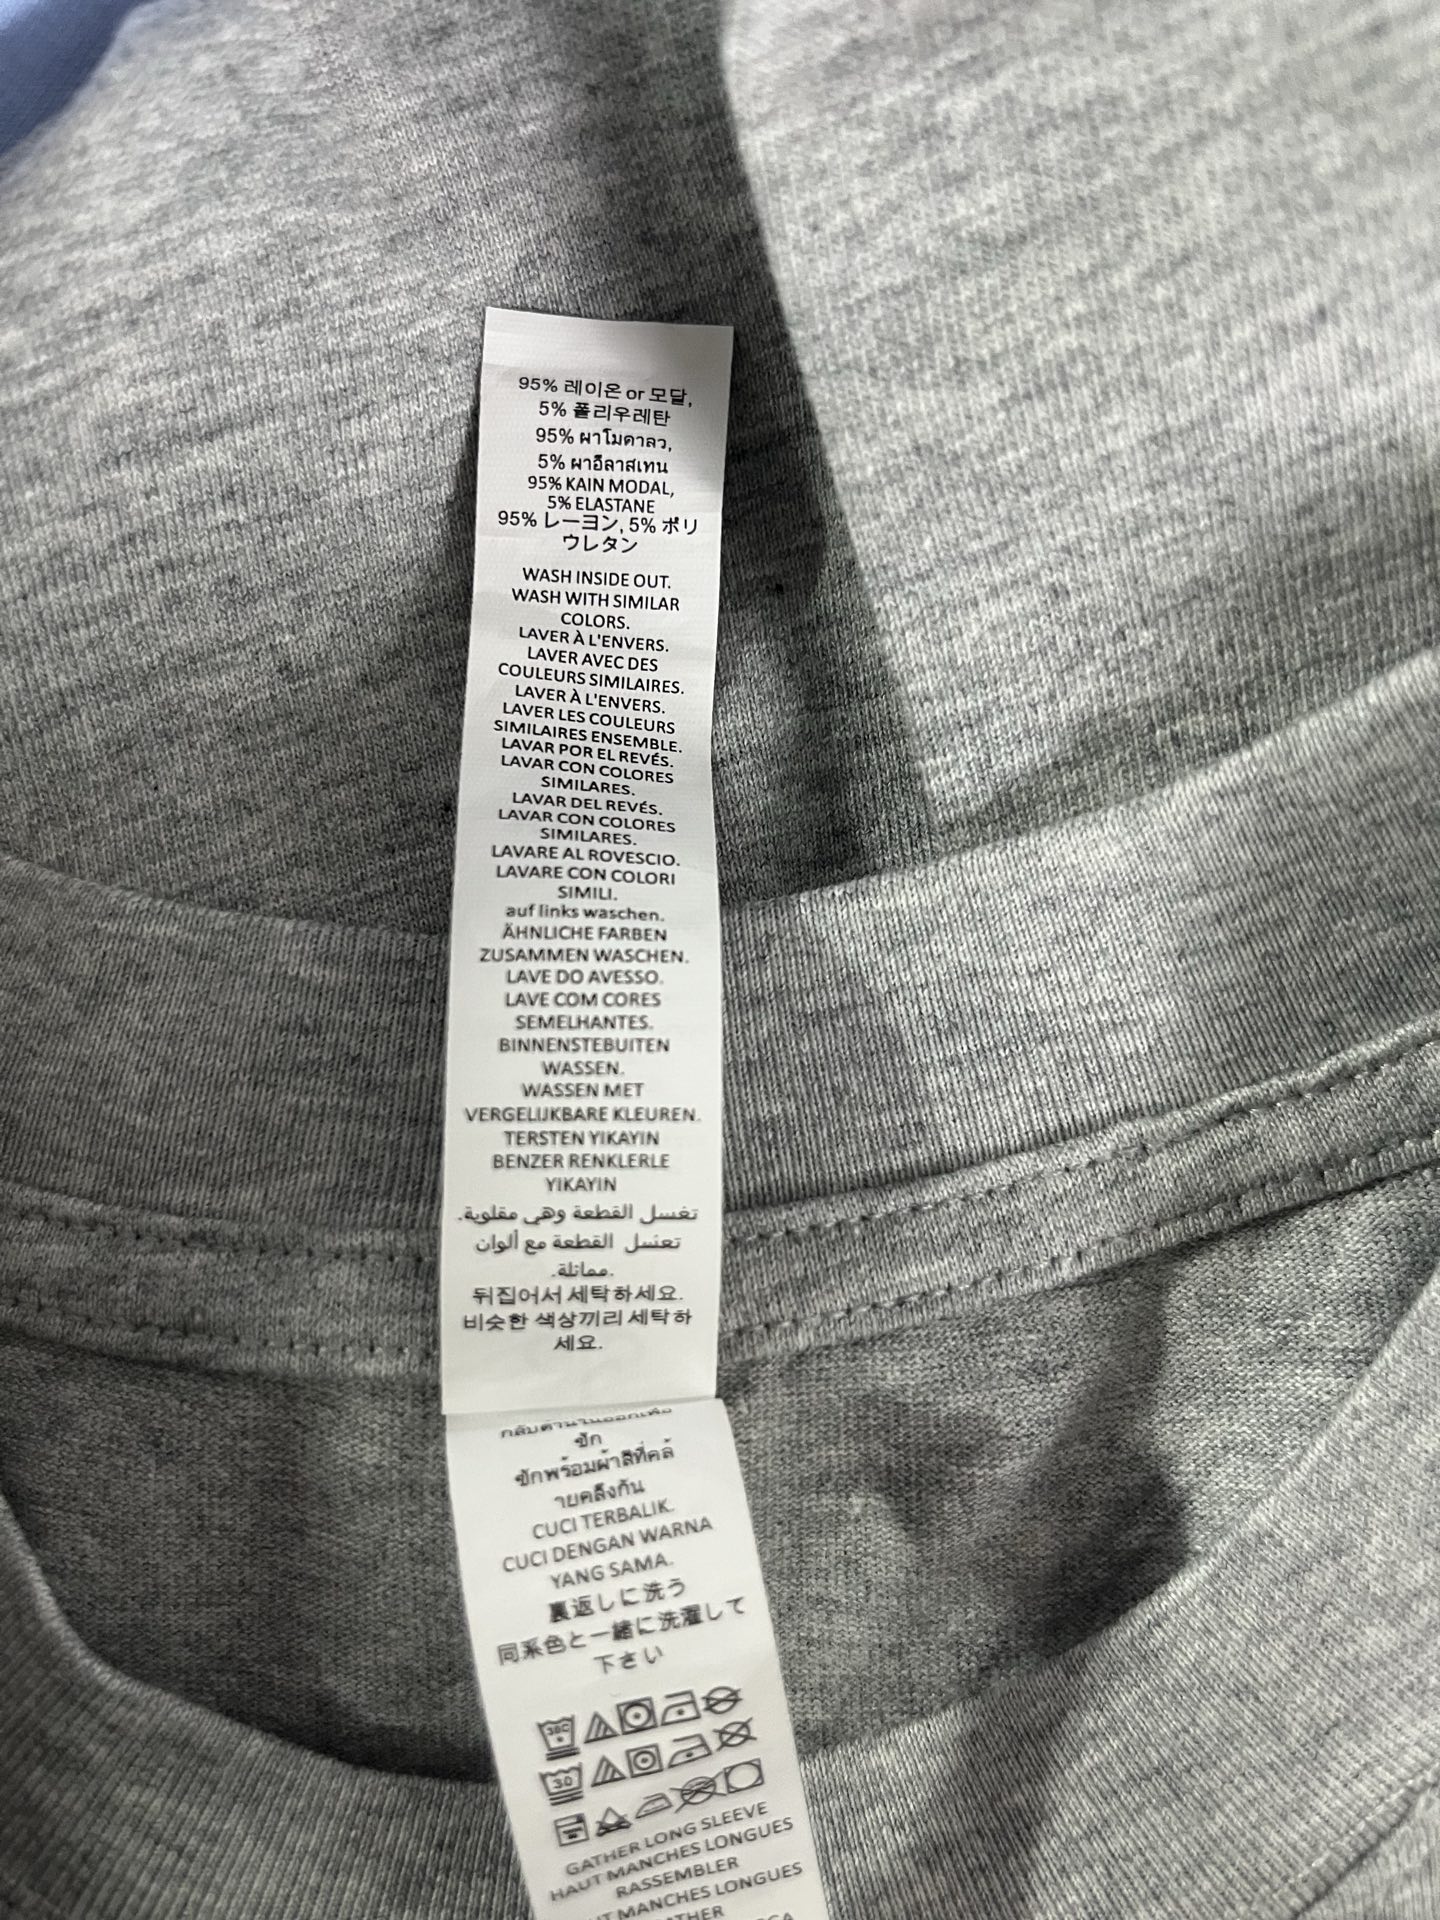 95% 레이온 or 모달,
5% 폴리우레탄
95% ผาโมดาลว,
5% ผาอีลาสเทน
95% KAIN MODAL,
5% ELASTANE
95% レーヨン, 5% ポリ
ウレタン
WASH INSIDE OUT.
WASH WITH SIMILAR
COLORS.
LAVER À L'ENVERS.
LAVER AVEC DES
COULEURS SIMILAIRES.
LAVER À L'ENVERS.
LAVER LES COULEURS
SIMILAIRES ENSEMBLE.
LAVAR POR EL REVÉS.
LAVAR CON COLORES
SIMILARES.
LAVAR DEL REVÉS.
LAVAR CON COLORES
SIMILARES.
LAVARE AL ROVESCIO.
LAVARE CON COLORI
SIMILI.
auf links waschen.
ÄHNLICHE FARBEN
ZUSAMMEN WASCHEN.
LAVE DO AVESSO.
LAVE COM CORES
SEMELHANTES.
BINNENSTEBUITEN
WASSEN.
WASSEN MET
VERGELIJKBARE KLEUREN.
TERSTEN YIKAYIN
BENZER RENKLERLE
YIKAYIN
تغسل القطعة وهي مقلوبة.
تغسل القطعة مع ألوان
مماثلة.
뒤집어서 세탁하세요.
비슷한 색상끼리 세탁하
세요.
ซัก
ซักพร้อมผ้าสีที่คล้
ายคลึงกัน
CUCI TERBALIK.
CUCI DENGAN WARNA
YANG SAMA.
裏返しに洗う
同系色と一緒に洗濯して
下さい
30C
30
GATHER LONG SLEEVE
HAUT MANCHES LONGUES
RASSEMBLER
MANCHES LONGUES